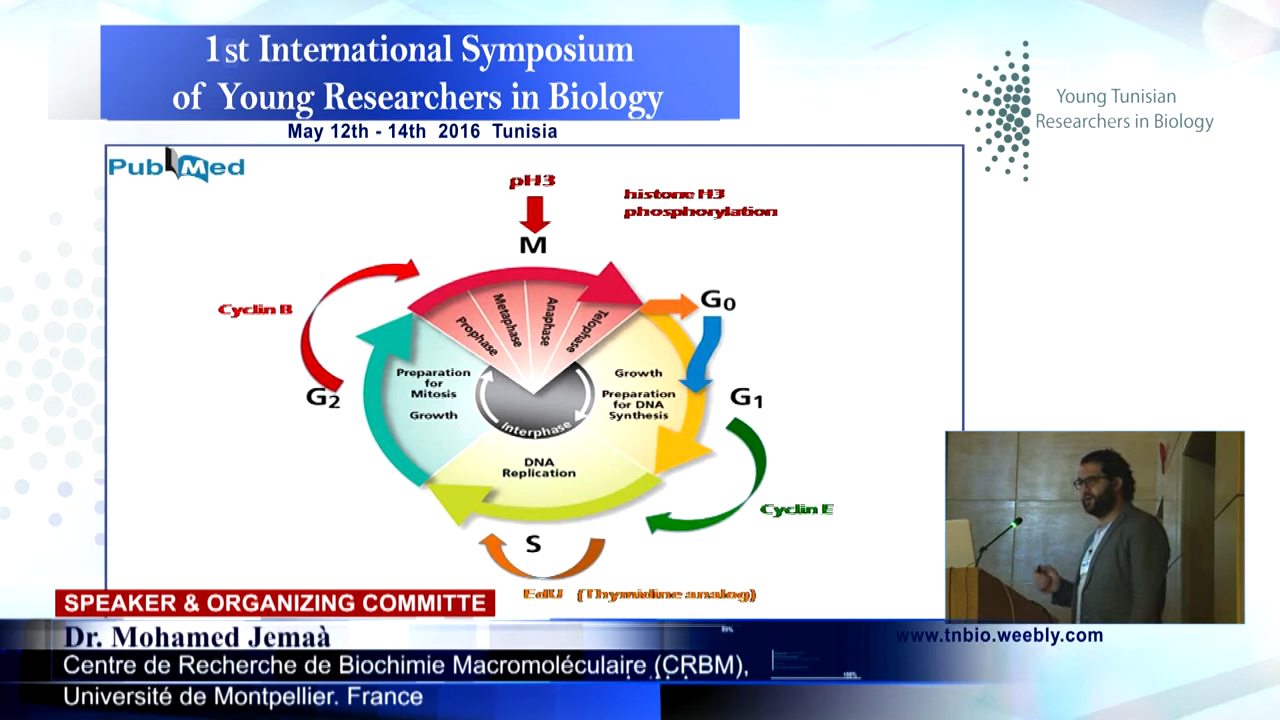 1st International Symposium
of Young Researchers in Biology
May 12th - 14th 2016 Tunisia
Young Tunisian
Researchers in Biology
PubMed
pH3
histone H3
phosphorylation
M
Cyclin B
G0
Prophase
Metaphase
Anaphase
Telophase
Preparation
for
Mitosis
Growth
Growth
Preparation
for DNA
Synthesis
G2
G1
Interphase
DNA
Replication
Cyclin E
S
EdU (Thymidine analog)
SPEAKER & ORGANIZING COMMITTE
Dr. Mohamed Jemaà
89%
www.tnbio.weebly.com
Centre de Recherche de Biochimie Macromoléculaire (CRBM),
100%
Université de Montpellier. France